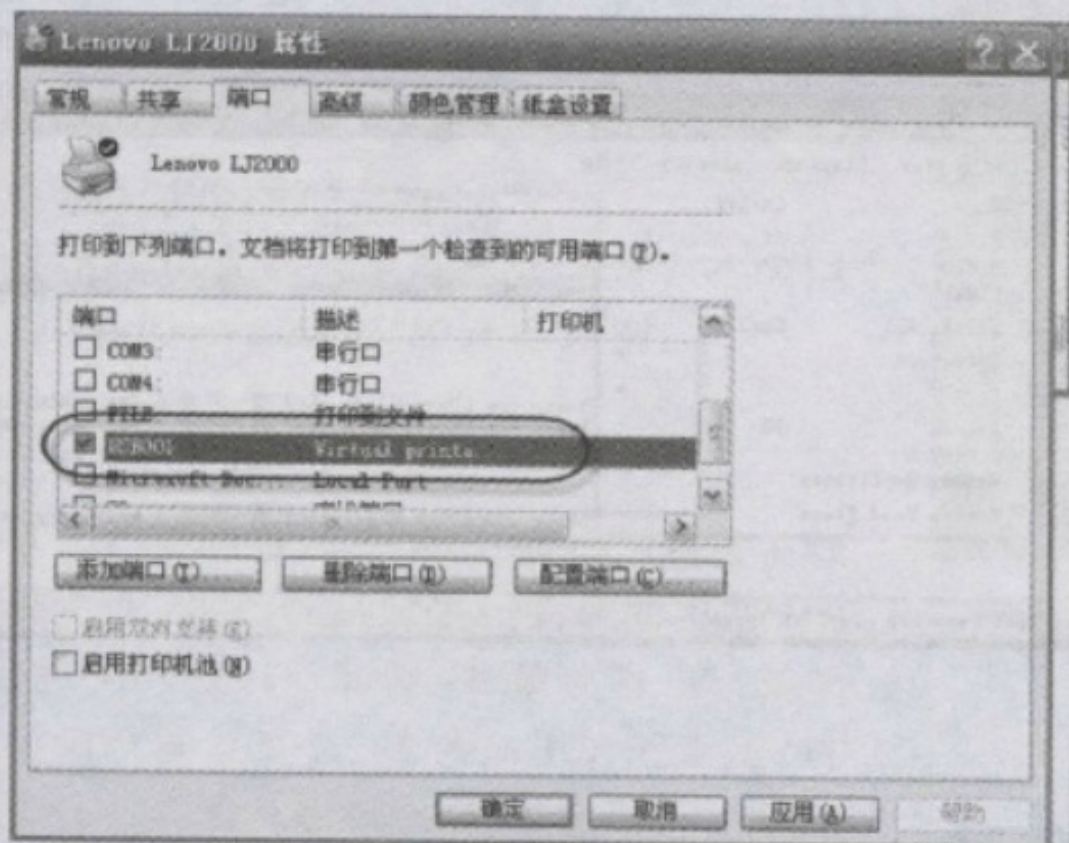 Lenovo LJ2000 属性
常规 共享 端口 高级 颜色管理 纸盒设置
Lenovo LJ2000
打印到下列端口。文档将打印到第一个检查到的可用端口(P)。
端口 描述 打印机
COM3: 串行口
COM4: 串行口
FILE: 打印到文件
Virtual printe
Microsoft Doc... Local Port
添加端口(T)... 删除端口(D) 配置端口(C)...
启用双向支持(E)
启用打印机池(N)
确定 取消 应用(A) 帮助